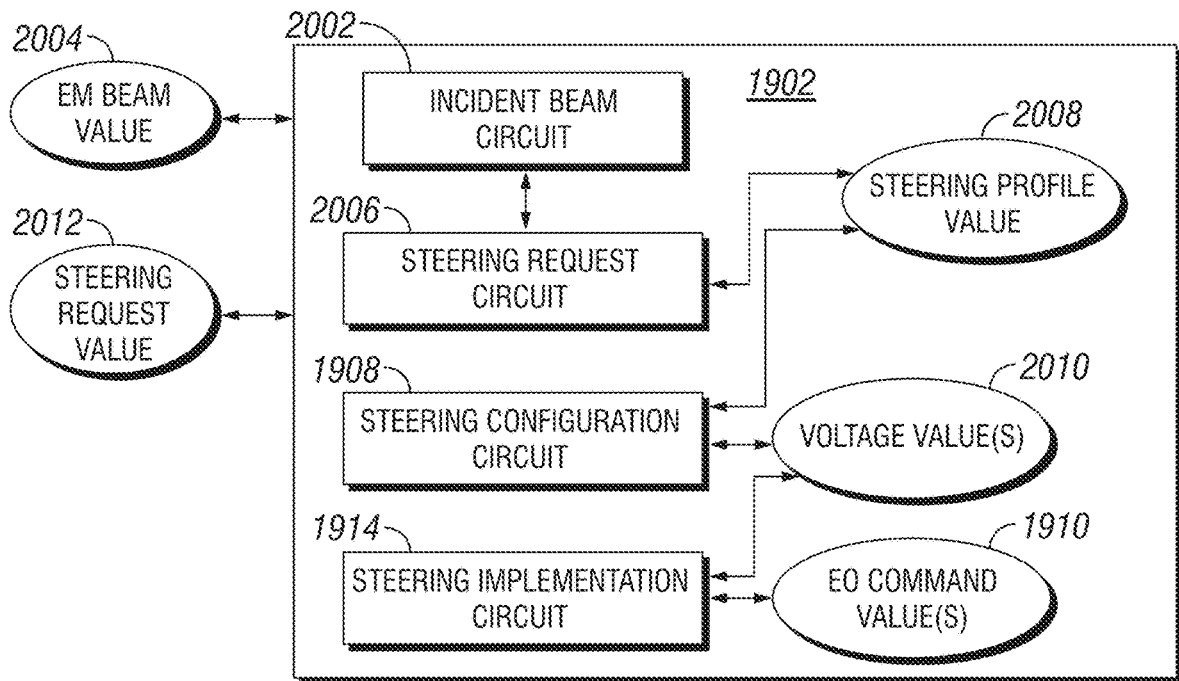 2004
EM BEAM
VALUE
2012
STEERING
REQUEST
VALUE
2002
INCIDENT BEAM
CIRCUIT
1902
2006
STEERING REQUEST
CIRCUIT
2008
STEERING PROFILE
VALUE
1908
STEERING CONFIGURATION
CIRCUIT
2010
VOLTAGE VALUE(S)
1914
STEERING IMPLEMENTATION
CIRCUIT
1910
EO COMMAND
VALUE(S)